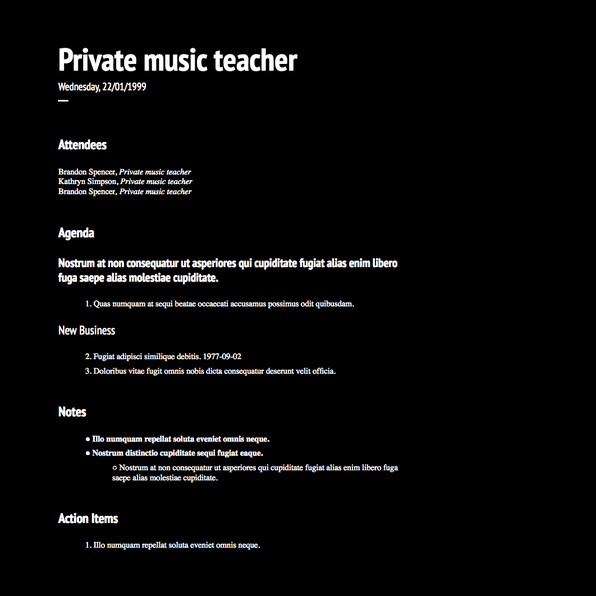 Private music teacher
Wednesday, 22/01/1999
—
Attendees
Brandon Spencer, Private music teacher
Kathryn Simpson, Private music teacher
Brandon Spencer, Private music teacher
Agenda
Nostrum at non consequatur ut asperiores qui cupiditate fugiat alias enim libero
fuga saepe alias molestiae cupiditate.
1. Quas numquam at sequi beatae occaecati accusamus possimus odit quibusdam.
New Business
2. Fugiat adipisci similique debitis. 1977-09-02
3. Doloribus vitae fugit omnis nobis dicta consequatur deserunt velit officia.
Notes
● Illo numquam repellat soluta eveniet omnis neque.
● Nostrum distinctio cupiditate sequi fugiat eaque.
○ Nostrum at non consequatur ut asperiores qui cupiditate fugiat alias enim libero fuga
saepe alias molestiae cupiditate.
Action Items
1. Illo numquam repellat soluta eveniet omnis neque.